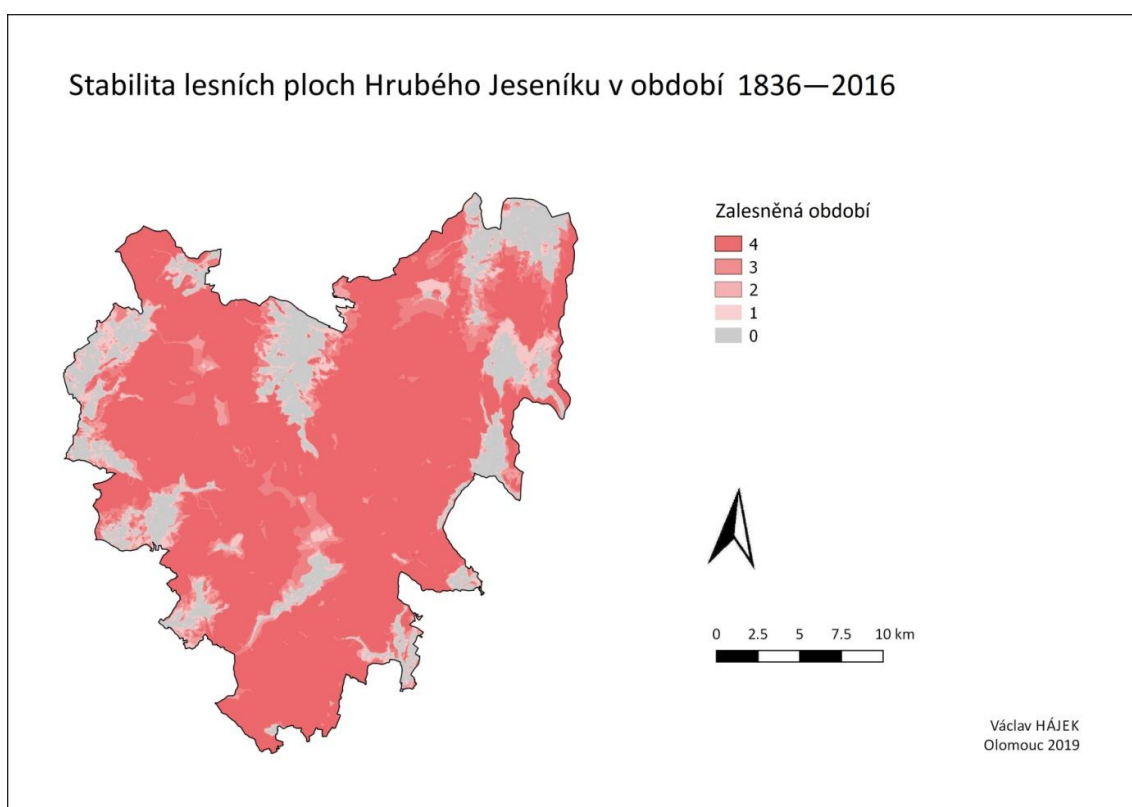 Stabilita lesních ploch Hrubého Jeseníku v období 1836—2016
Zalesněná období
4
3
2
1
0
0 2.5 5 7.5 10 km
Václav HÁJEK
Olomouc 2019